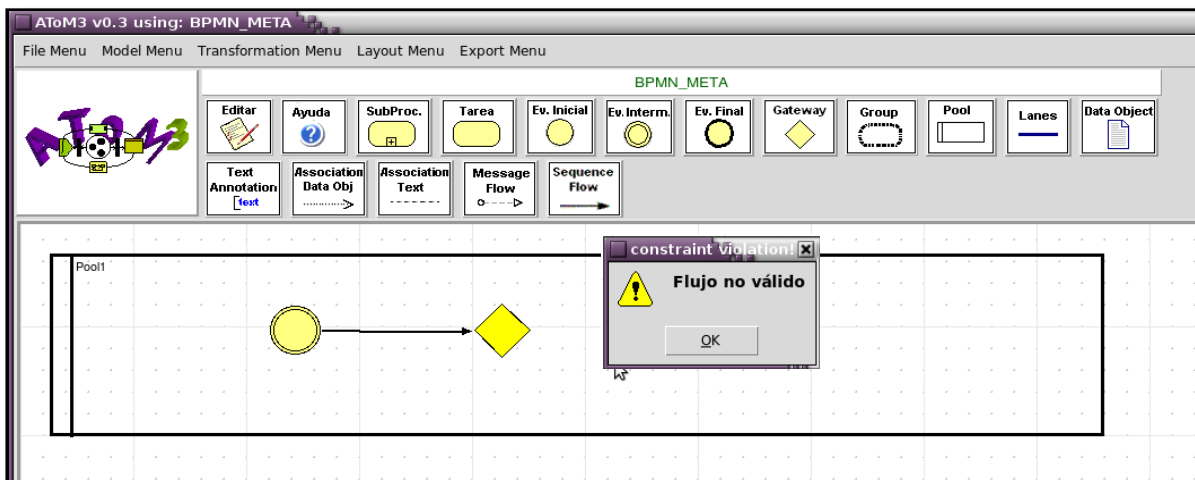 AToM3 v0.3 using: BPMN_META
File Menu Model Menu Transformation Menu Layout Menu Export Menu
BPMN_META
AToM3
Editar Ayuda SubProc. Tarea Ev. Inicial Ev. Interm. Ev. Final Gateway Group Pool Lanes Data Object
Text Annotation
[text
Association Data Obj
Association Text
Message Flow
Sequence Flow
Pool1
constraint violation!
Flujo no válido
OK